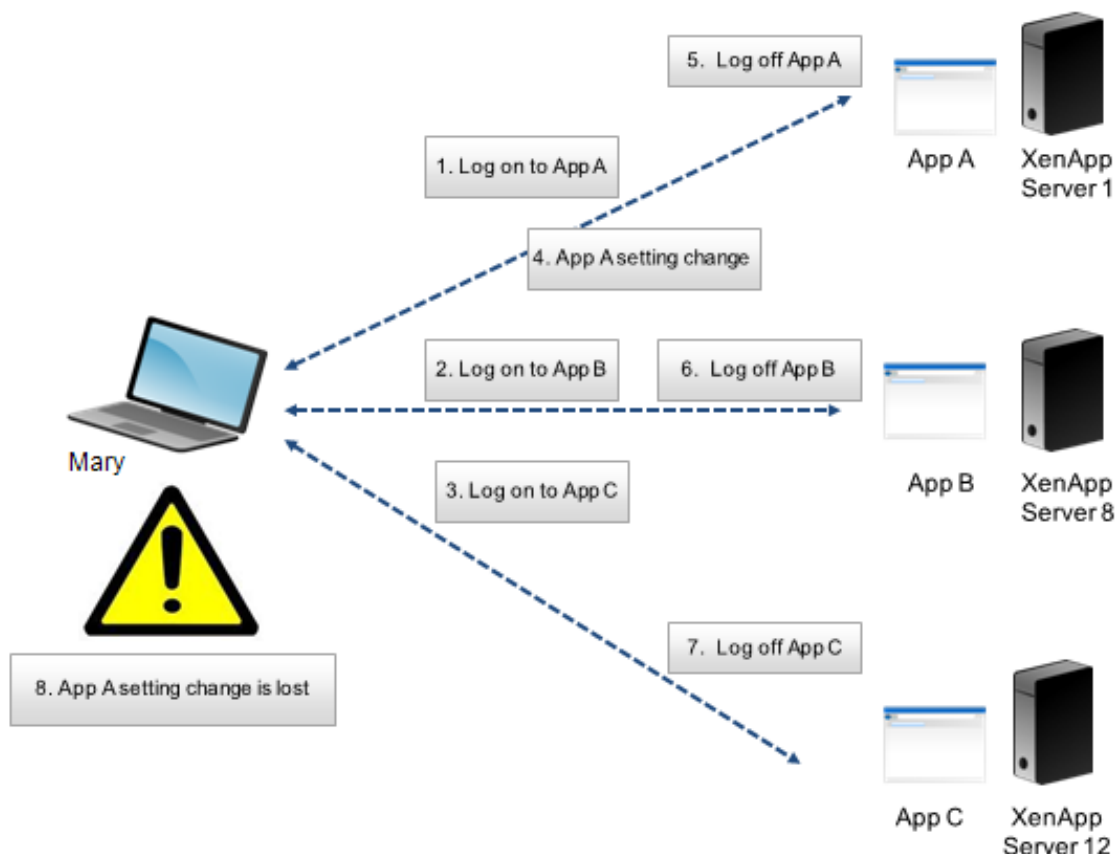 5. Log off App A
1. Log on to App A
App A
XenApp
Server 1
4. App A setting change
2. Log on to App B
6. Log off App B
Mary
3. Log on to App C
App B
XenApp
Server 8
7. Log off App C
8. App A setting change is lost
App C
XenApp
Server 12